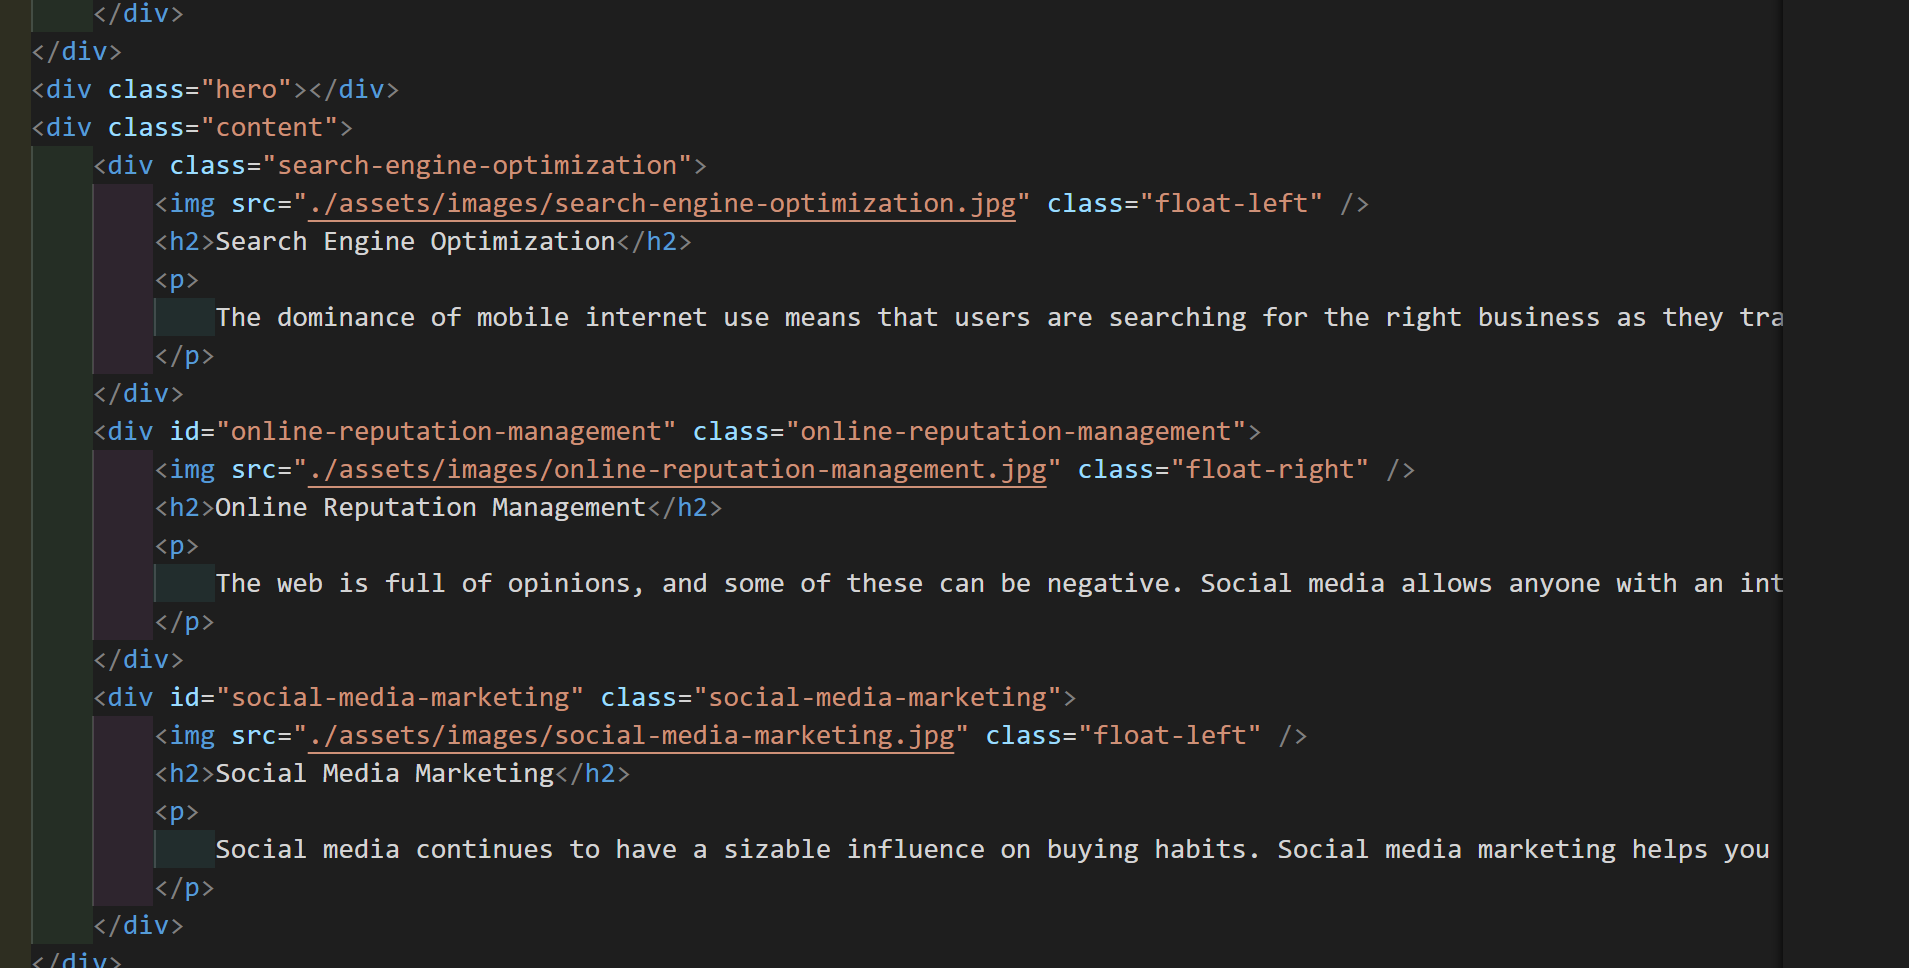 </div>
</div>
<div class="hero"></div>
<div class="content">
<div class="search-engine-optimization">
<img src="./assets/images/search-engine-optimization.jpg" class="float-left" />
<h2>Search Engine Optimization</h2>
<p>
The dominance of mobile internet use means that users are searching for the right business as they
</p>
</div>
<div id="online-reputation-management" class="online-reputation-management">
<img src="./assets/images/online-reputation-management.jpg" class="float-right" />
<h2>Online Reputation Management</h2>
<p>
The web is full of opinions, and some of these can be negative. Social media allows anyone with an
</p>
</div>
<div id="social-media-marketing" class="social-media-marketing">
<img src="./assets/images/social-media-marketing.jpg" class="float-left" />
<h2>Social Media Marketing</h2>
<p>
Social media continues to have a sizable influence on buying habits. Social media marketing helps you
</p>
</div>
</div>